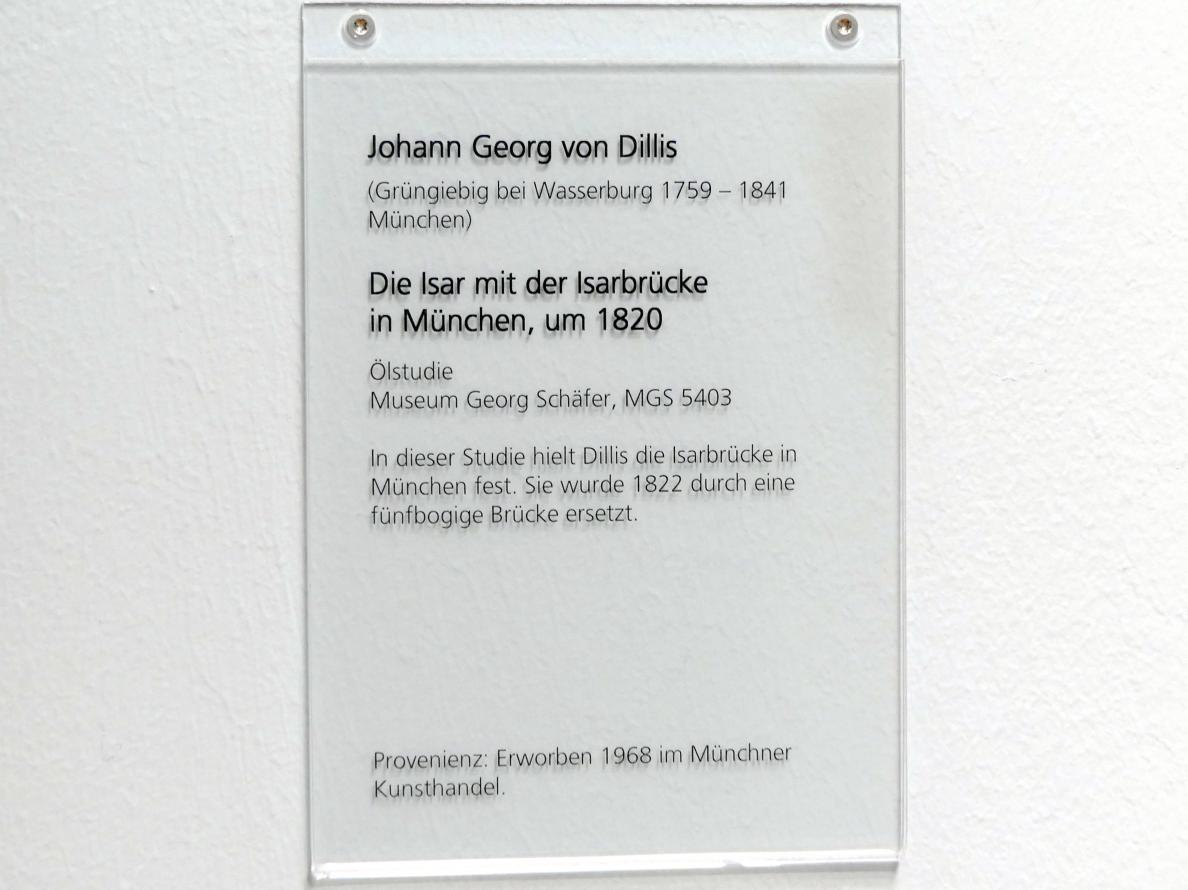 Johann Georg von Dillis
(Grüngiebig bei Wasserburg 1759 – 1841
München)
Die Isar mit der Isarbrücke
in München, um 1820
Ölstudie
Museum Georg Schäfer, MGS 5403
In dieser Studie hielt Dillis die Isarbrücke in
München fest. Sie wurde 1822 durch eine
fünfbogige Brücke ersetzt.
Provenienz: Erworben 1968 im Münchner
Kunsthandel.